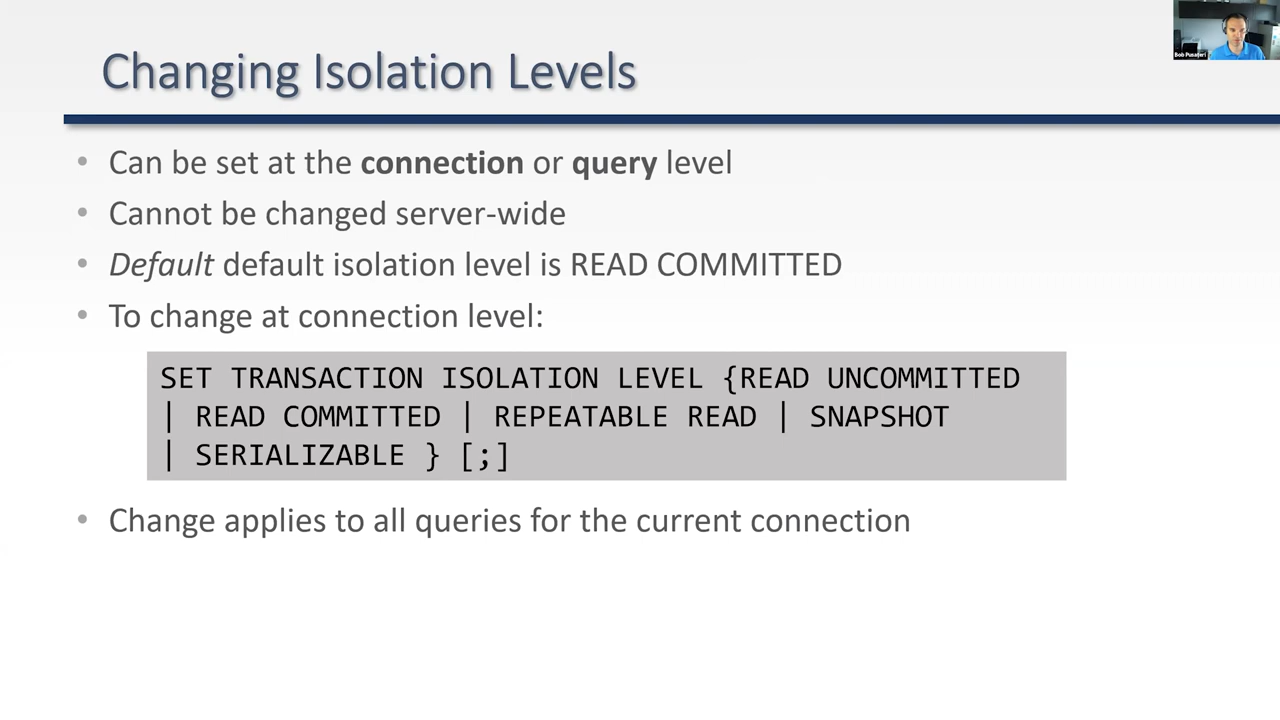 Changing Isolation Levels
Bob Pusateri
• Can be set at the connection or query level
• Cannot be changed server-wide
• Default default isolation level is READ COMMITTED
• To change at connection level:
SET TRANSACTION ISOLATION LEVEL {READ UNCOMMITTED
| READ COMMITTED | REPEATABLE READ | SNAPSHOT
| SERIALIZABLE } [;]
• Change applies to all queries for the current connection